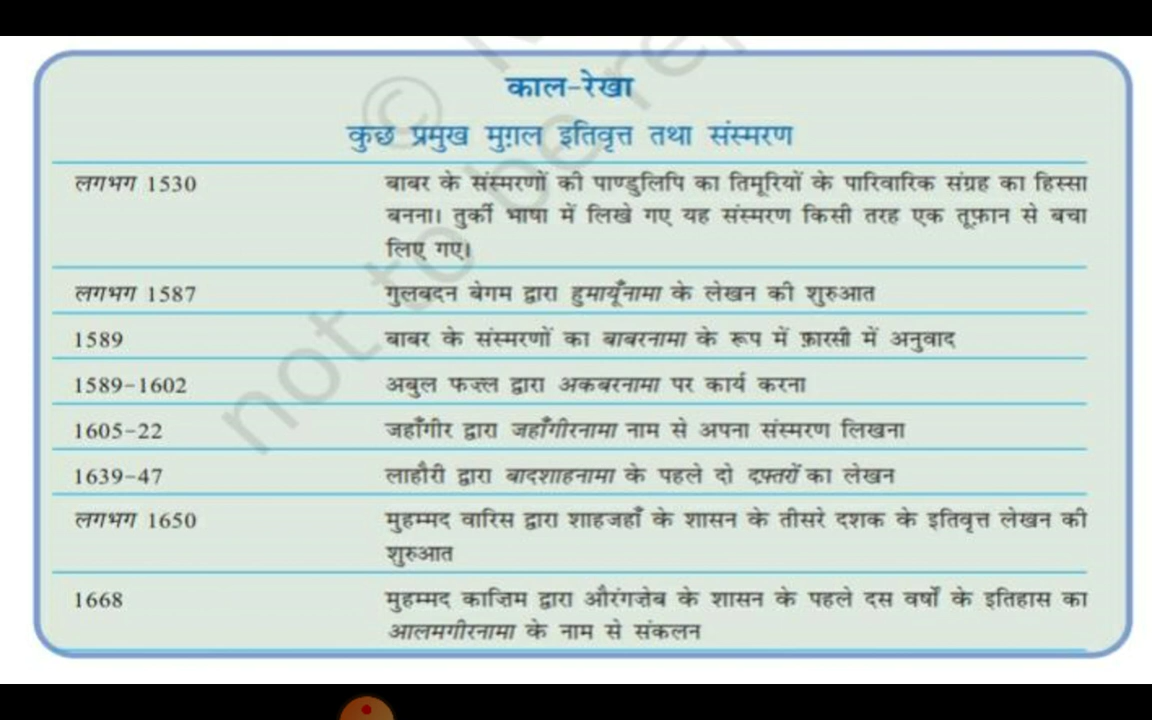 काल-रेखा
कुछ प्रमुख मुग़ल इतिवृत्त तथा संस्मरण
लगभग 1530 बाबर के संस्मरणों की पाण्डुलिपि का तिमूरियों के पारिवारिक संग्रह का हिस्सा
बनना। तुर्की भाषा में लिखे गए यह संस्मरण किसी तरह एक तूफ़ान से बचा
लिए गए।
लगभग 1587 गुलबदन बेगम द्वारा हुमायूँनामा के लेखन की शुरुआत
1589 बाबर के संस्मरणों का बाबरनामा के रूप में फ़ारसी में अनुवाद
1589-1602 अबुल फज़्ल द्वारा अकबरनामा पर कार्य करना
1605-22 जहाँगीर द्वारा जहाँगीरनामा नाम से अपना संस्मरण लिखना
1639-47 लाहौरी द्वारा बादशाहनामा के पहले दो दफ़्तरों का लेखन
लगभग 1650 मुहम्मद वारिस द्वारा शाहजहाँ के शासन के तीसरे दशक के इतिवृत्त लेखन की
शुरुआत
1668 मुहम्मद काज़िम द्वारा औरंगज़ेब के शासन के पहले दस वर्षों के इतिहास का
आलमगीरनामा के नाम से संकलन
© 
not to be